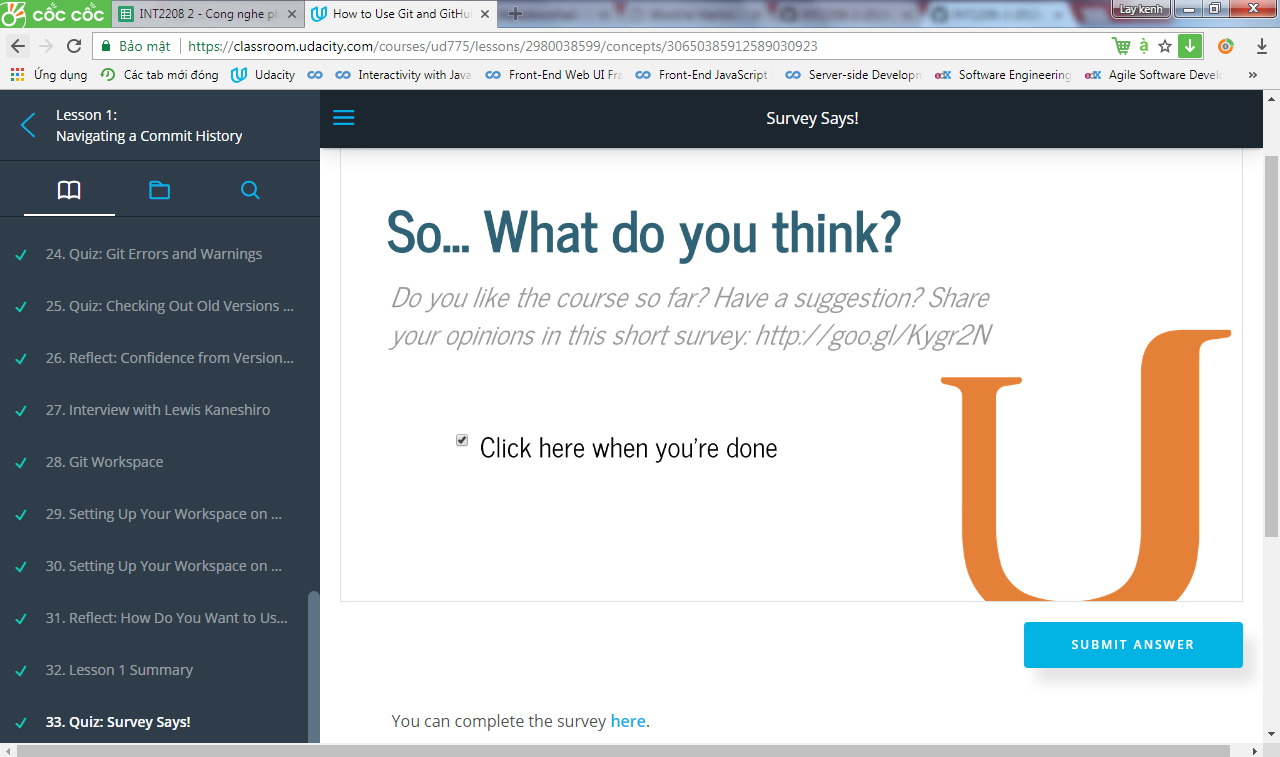 cốc cốc
INT2208 2 - Cong nghe ph
How to Use Git and GitHu
Lay kenh
Bảo mật
https://classroom.udacity.com/courses/ud775/lessons/2980038599/concepts/30650385912589030923
à
Ứng dụng
Các tab mới đóng
Udacity
Interactivity with Java
Front-End Web UI Fra
Front-End JavaScript
Server-side Developm
edX
Software Engineering
edX
Agile Software Devel
»
Lesson 1:
Navigating a Commit History
Survey Says!
24. Quiz: Git Errors and Warnings
25. Quiz: Checking Out Old Versions ...
26. Reflect: Confidence from Version...
27. Interview with Lewis Kaneshiro
28. Git Workspace
29. Setting Up Your Workspace on ...
30. Setting Up Your Workspace on ...
31. Reflect: How Do You Want to Us...
32. Lesson 1 Summary
33. Quiz: Survey Says!
So... What do you think?
Do you like the course so far? Have a suggestion? Share
your opinions in this short survey: http://goo.gl/Kygr2N
Click here when you're done
U
SUBMIT ANSWER
You can complete the survey here.